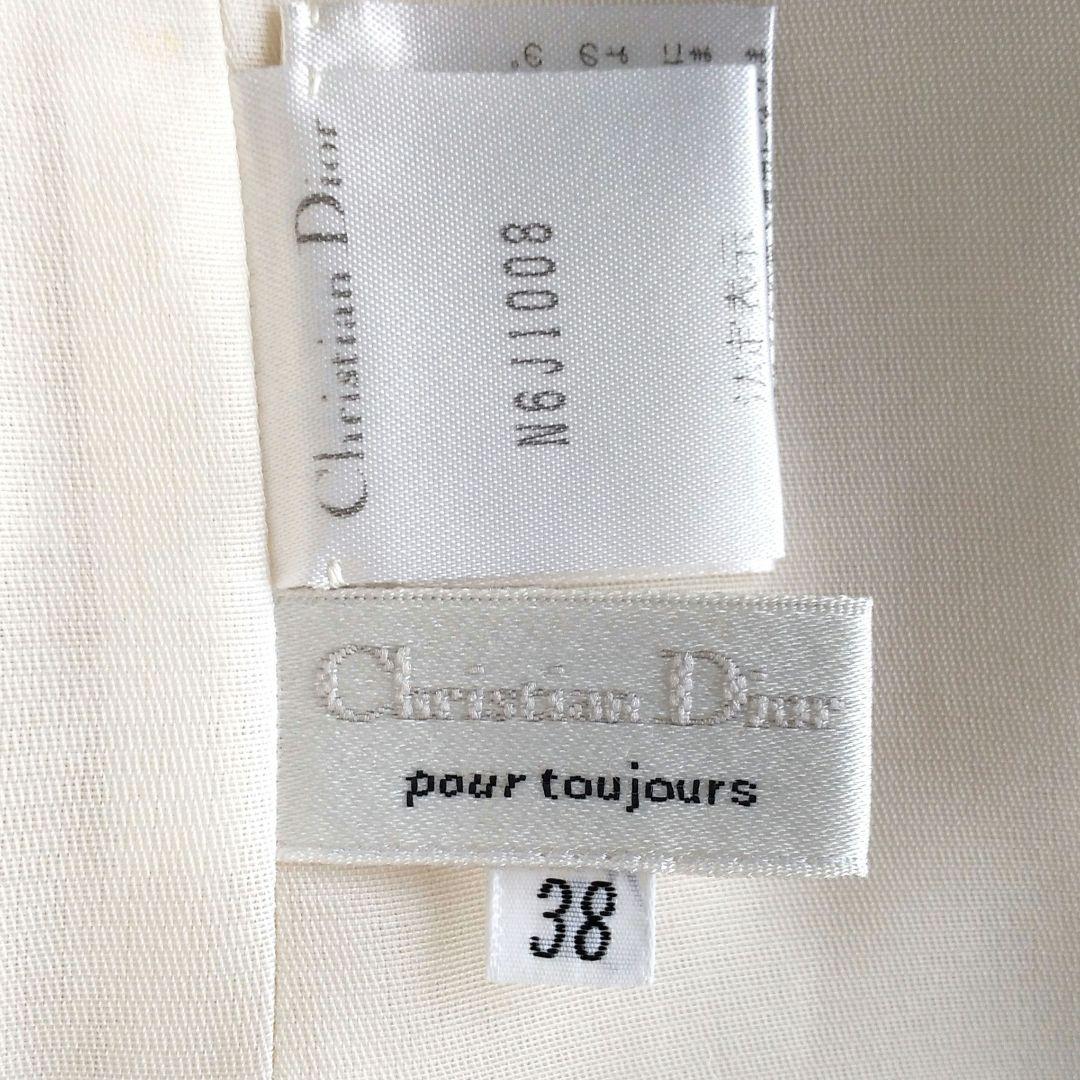 Christian Dior
N6J1008
Christian Dior
pour toujours
38